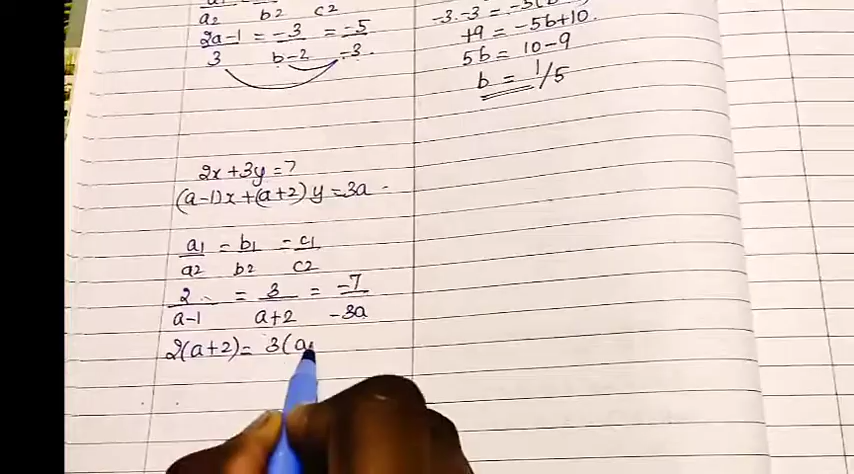 a2 b2 c2
2a-1 = -3 = -5
3 b-2 -3.
-3.-3 = -5(b
+9 = -5b+10.
5b = 10-9
b = 1/5
2x+3y=7
(a-1)x+(a+2)y=3a
a1 = b1 = c1
a2 b2 c2
2 = 3 = -7
a-1 a+2 -3a
2(a+2)= 3(a